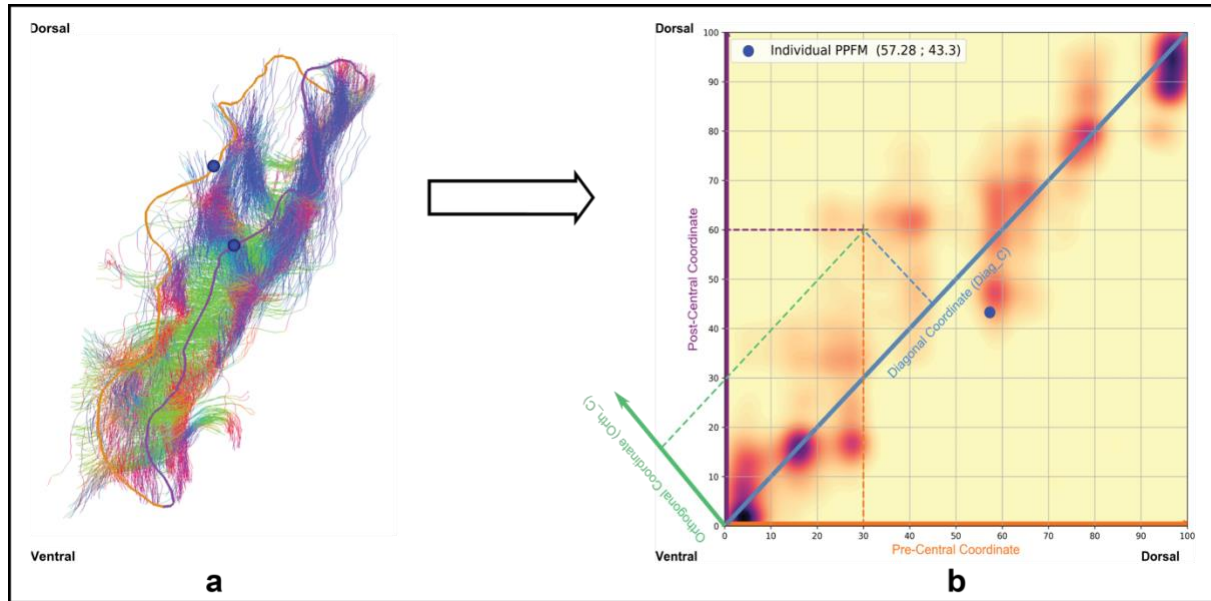 Dorsal
Ventral
a
Dorsal
100
90
80
70
60
50
40
30
20
10
0
Post-Central Coordinate
Individual PPFM (57.28 ; 43.3)
Diagonal Coordinate (Diag_C)
Orthogonal Coordinate (Orth_C)
0 10 20 30 40 50 60 70 80 90 100
Ventral
Pre-Central Coordinate
Dorsal
b